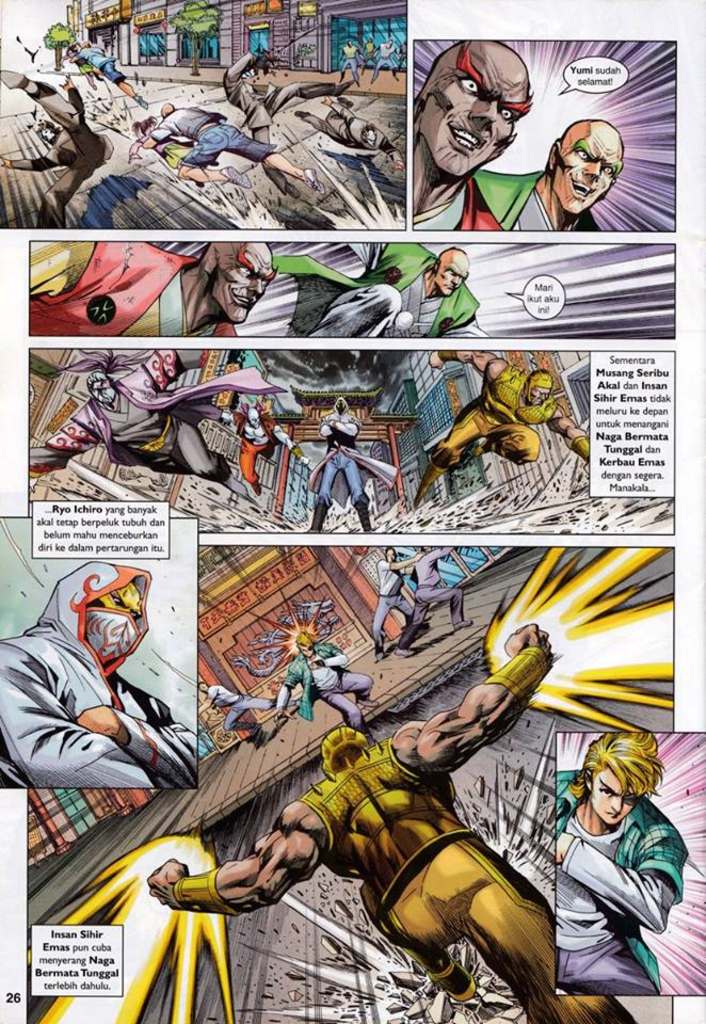 Yumi sudah
selamat!
Mari
ikut aku
ini!
Sementara
Musang Seribu
Akal dan Insan
Sihir Emas tidak
meluru ke depan
untuk menangani
Naga Bermata
Tunggal dan
Kerbau Emas
dengan segera.
Manakala...
...Ryo Ichiro yang banyak
akal tetap berpeluk tubuh dan
belum mahu menceburkan
diri ke dalam pertarungan itu.
Insan Sihir
Emas pun cuba
menyerang Naga
Bermata Tunggal
terlebih dahulu.
26